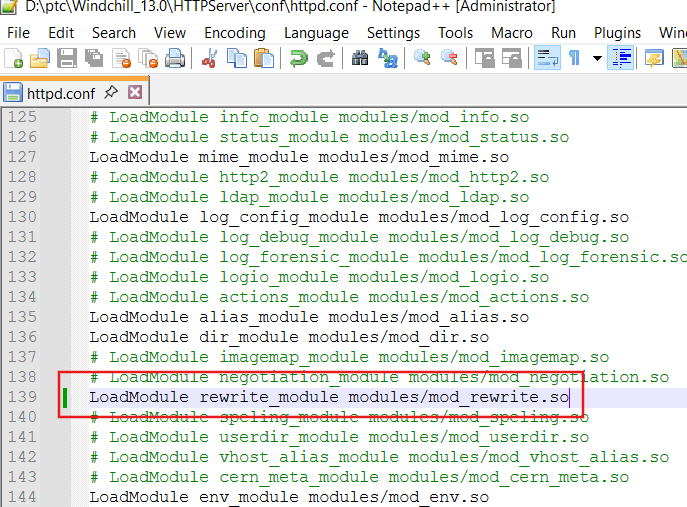 D:\ptc\Windchill_13.0\HTTPServer\conf\httpd.conf - Notepad++ [Administrator]
File Edit Search View Encoding Language Settings Tools Macro Run Plugins Window
httpd.conf
125 # LoadModule info_module modules/mod_info.so
126 # LoadModule status_module modules/mod_status.so
127 LoadModule mime_module modules/mod_mime.so
128 # LoadModule http2_module modules/mod_http2.so
129 # LoadModule ldap_module modules/mod_ldap.so
130 LoadModule log_config_module modules/mod_log_config.so
131 # LoadModule log_debug_module modules/mod_log_debug.so
132 # LoadModule log_forensic_module modules/mod_log_forensic.so
133 # LoadModule logio_module modules/mod_logio.so
134 # LoadModule actions_module modules/mod_actions.so
135 LoadModule alias_module modules/mod_alias.so
136 LoadModule dir_module modules/mod_dir.so
137 # LoadModule imagemap_module modules/mod_imagemap.so
138 # LoadModule negotiation_module modules/mod_negotiation.so
139 LoadModule rewrite_module modules/mod_rewrite.so
140 # LoadModule speling_module modules/mod_speling.so
141 # LoadModule userdir_module modules/mod_userdir.so
142 # LoadModule vhost_alias_module modules/mod_vhost_alias.so
143 # LoadModule cern_meta_module modules/mod_cern_meta.so
144 LoadModule env_module modules/mod_env.so